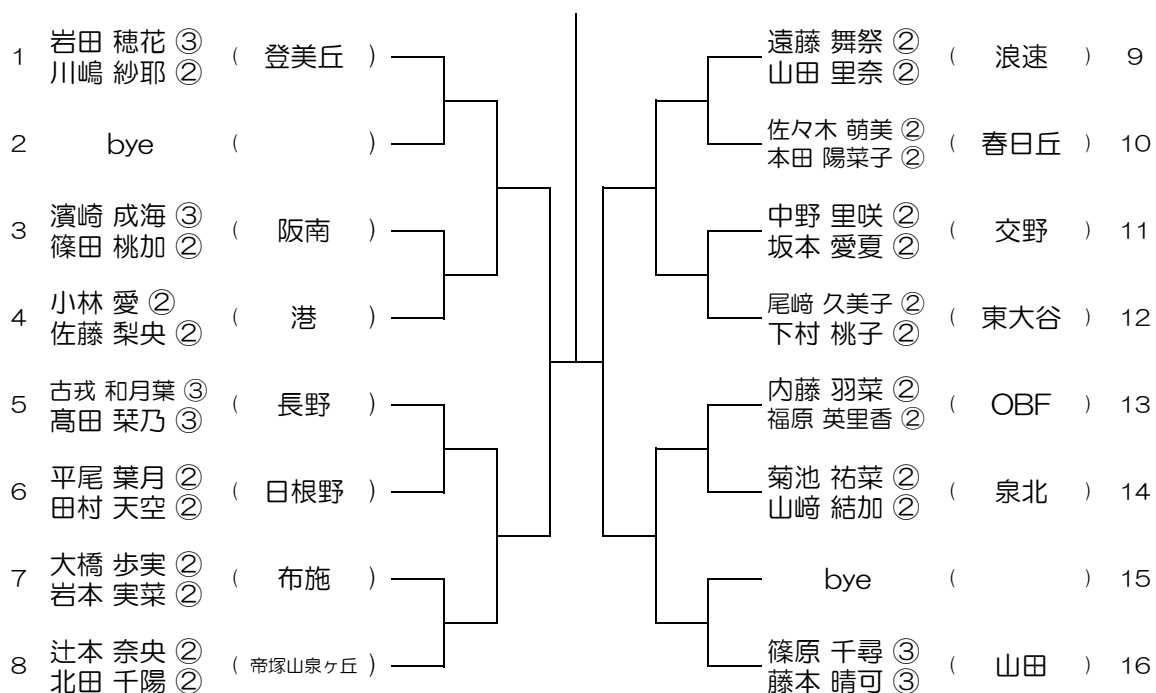 1 岩田 穂花 ③
川嶋 紗耶 ② ( 登美丘 )
2 bye ( )
3 濱崎 成海 ③
篠田 桃加 ② ( 阪南 )
4 小林 愛 ②
佐藤 梨央 ② ( 港 )
5 古戎 和月葉 ③
髙田 栞乃 ③ ( 長野 )
6 平尾 葉月 ②
田村 天空 ② ( 日根野 )
7 大橋 歩実 ②
岩本 実菜 ② ( 布施 )
8 辻本 奈央 ②
北田 千陽 ② ( 帝塚山泉ヶ丘 )
遠藤 舞祭 ②
山田 里奈 ② ( 浪速 ) 9
佐々木 萌美 ②
本田 陽菜子 ② ( 春日丘 ) 10
中野 里咲 ②
坂本 愛夏 ② ( 交野 ) 11
尾﨑 久美子 ②
下村 桃子 ② ( 東大谷 ) 12
内藤 羽菜 ②
福原 英里香 ② ( OBF ) 13
菊池 祐菜 ②
山﨑 結加 ② ( 泉北 ) 14
bye ( ) 15
篠原 千尋 ③
藤本 晴可 ③ ( 山田 ) 16